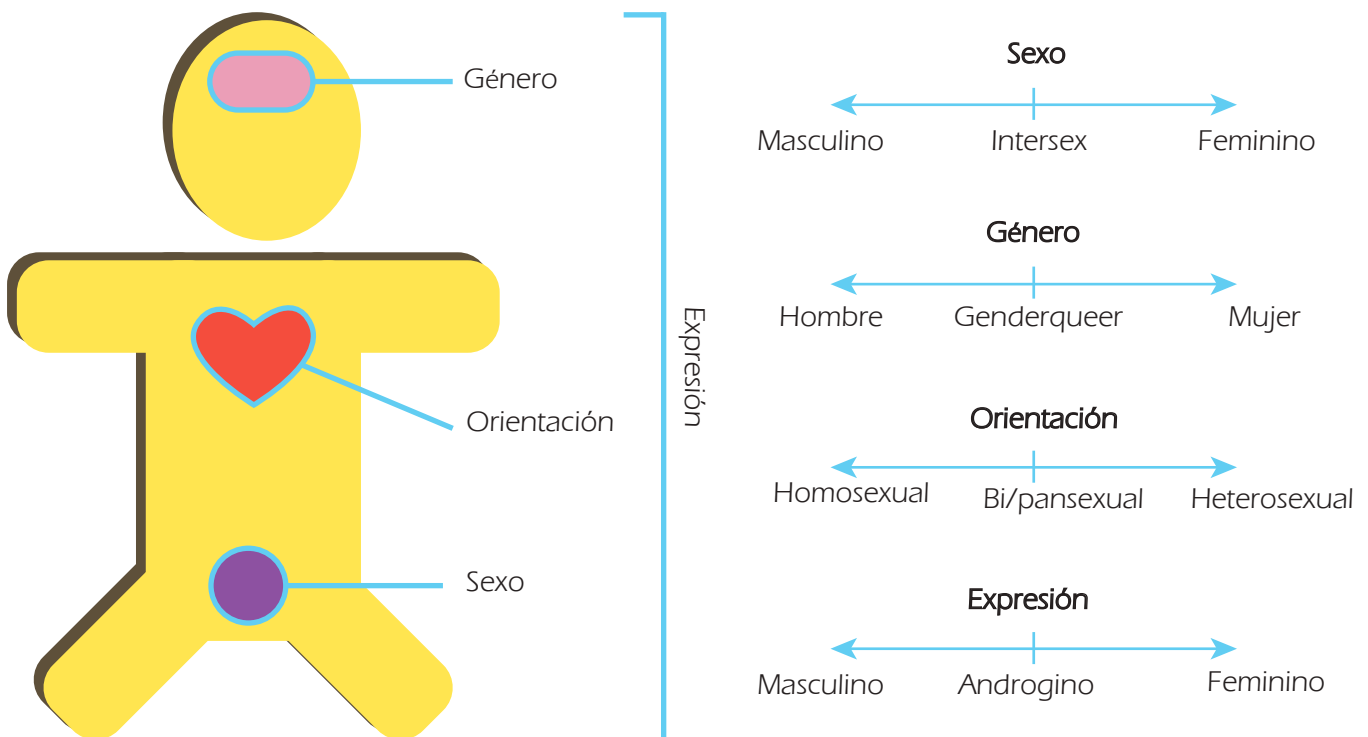 Género
Orientación
Sexo
Expresión
Sexo
Masculino Intersex Feminino
Género
Hombre Genderqueer Mujer
Orientación
Homosexual Bi/pansexual Heterosexual
Expresión
Masculino Androgino Feminino